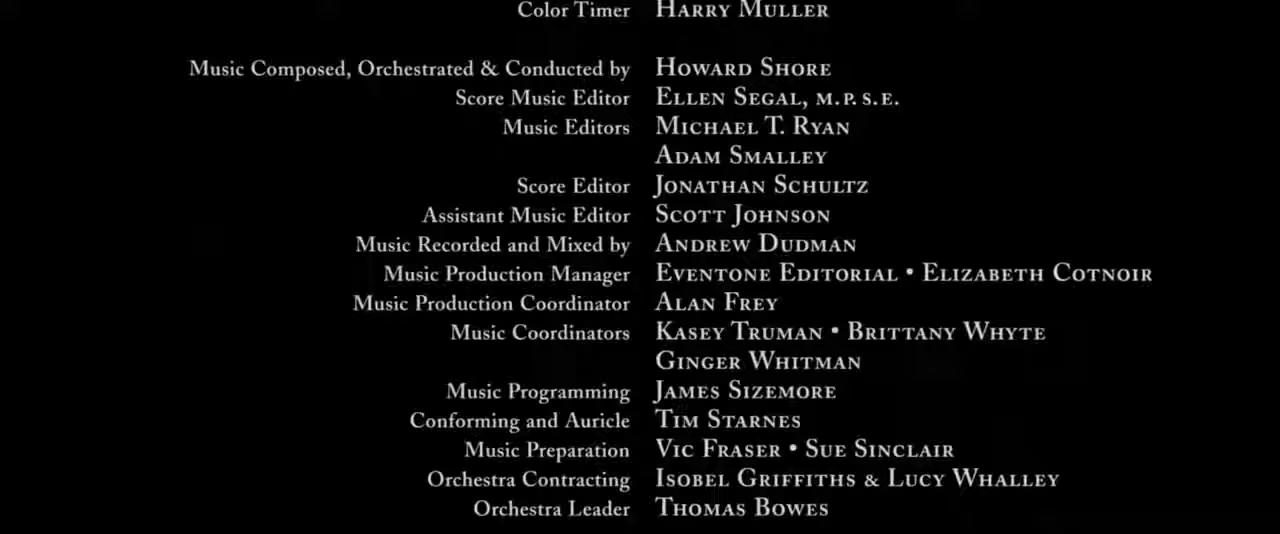 Color Timer Harry Muller
Music Composed, Orchestrated & Conducted by Howard Shore
Score Music Editor Ellen Segal, M.P.S.E.
Music Editors Michael T. Ryan
Adam Smalley
Score Editor Jonathan Schultz
Assistant Music Editor Scott Johnson
Music Recorded and Mixed by Andrew Dudman
Music Production Manager Eventone Editorial • Elizabeth Cotnoir
Music Production Coordinator Alan Frey
Music Coordinators Kasey Truman • Brittany Whyte
Ginger Whitman
Music Programming James Sizemore
Conforming and Auricle Tim Starnes
Music Preparation Vic Fraser • Sue Sinclair
Orchestra Contracting Isobel Griffiths & Lucy Whalley
Orchestra Leader Thomas Bowes